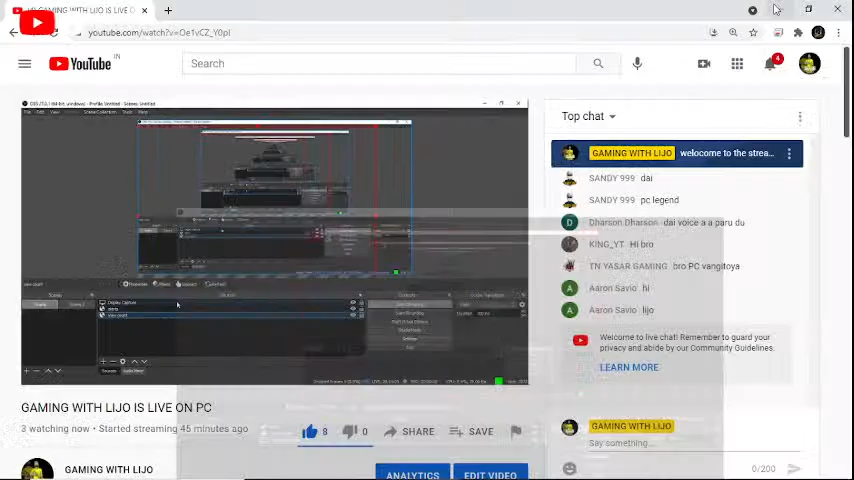 GAMING WITH LIJO IS LIVE O
youtube.com/watch?v=Oe1vCZ_Y0pI
YouTube IN
Search
4
Top chat
GAMING WITH LIJO welocome to the strea...
SANDY 999 dai
SANDY 999 pc legend
Dharson Dharson dai voice a a paru du
KING_YT Hi bro
TN YASAR GAMING bro PC vangitoya
Aaron Savio hi
Aaron Savio lijo
Welcome to live chat! Remember to guard your
privacy and abide by our Community Guidelines.
LEARN MORE
GAMING WITH LIJO IS LIVE ON PC
3 watching now • Started streaming 45 minutes ago
8
0
SHARE
SAVE
GAMING WITH LIJO
Say something...
0/200
GAMING WITH LIJO
ANALYTICS
EDIT VIDEO